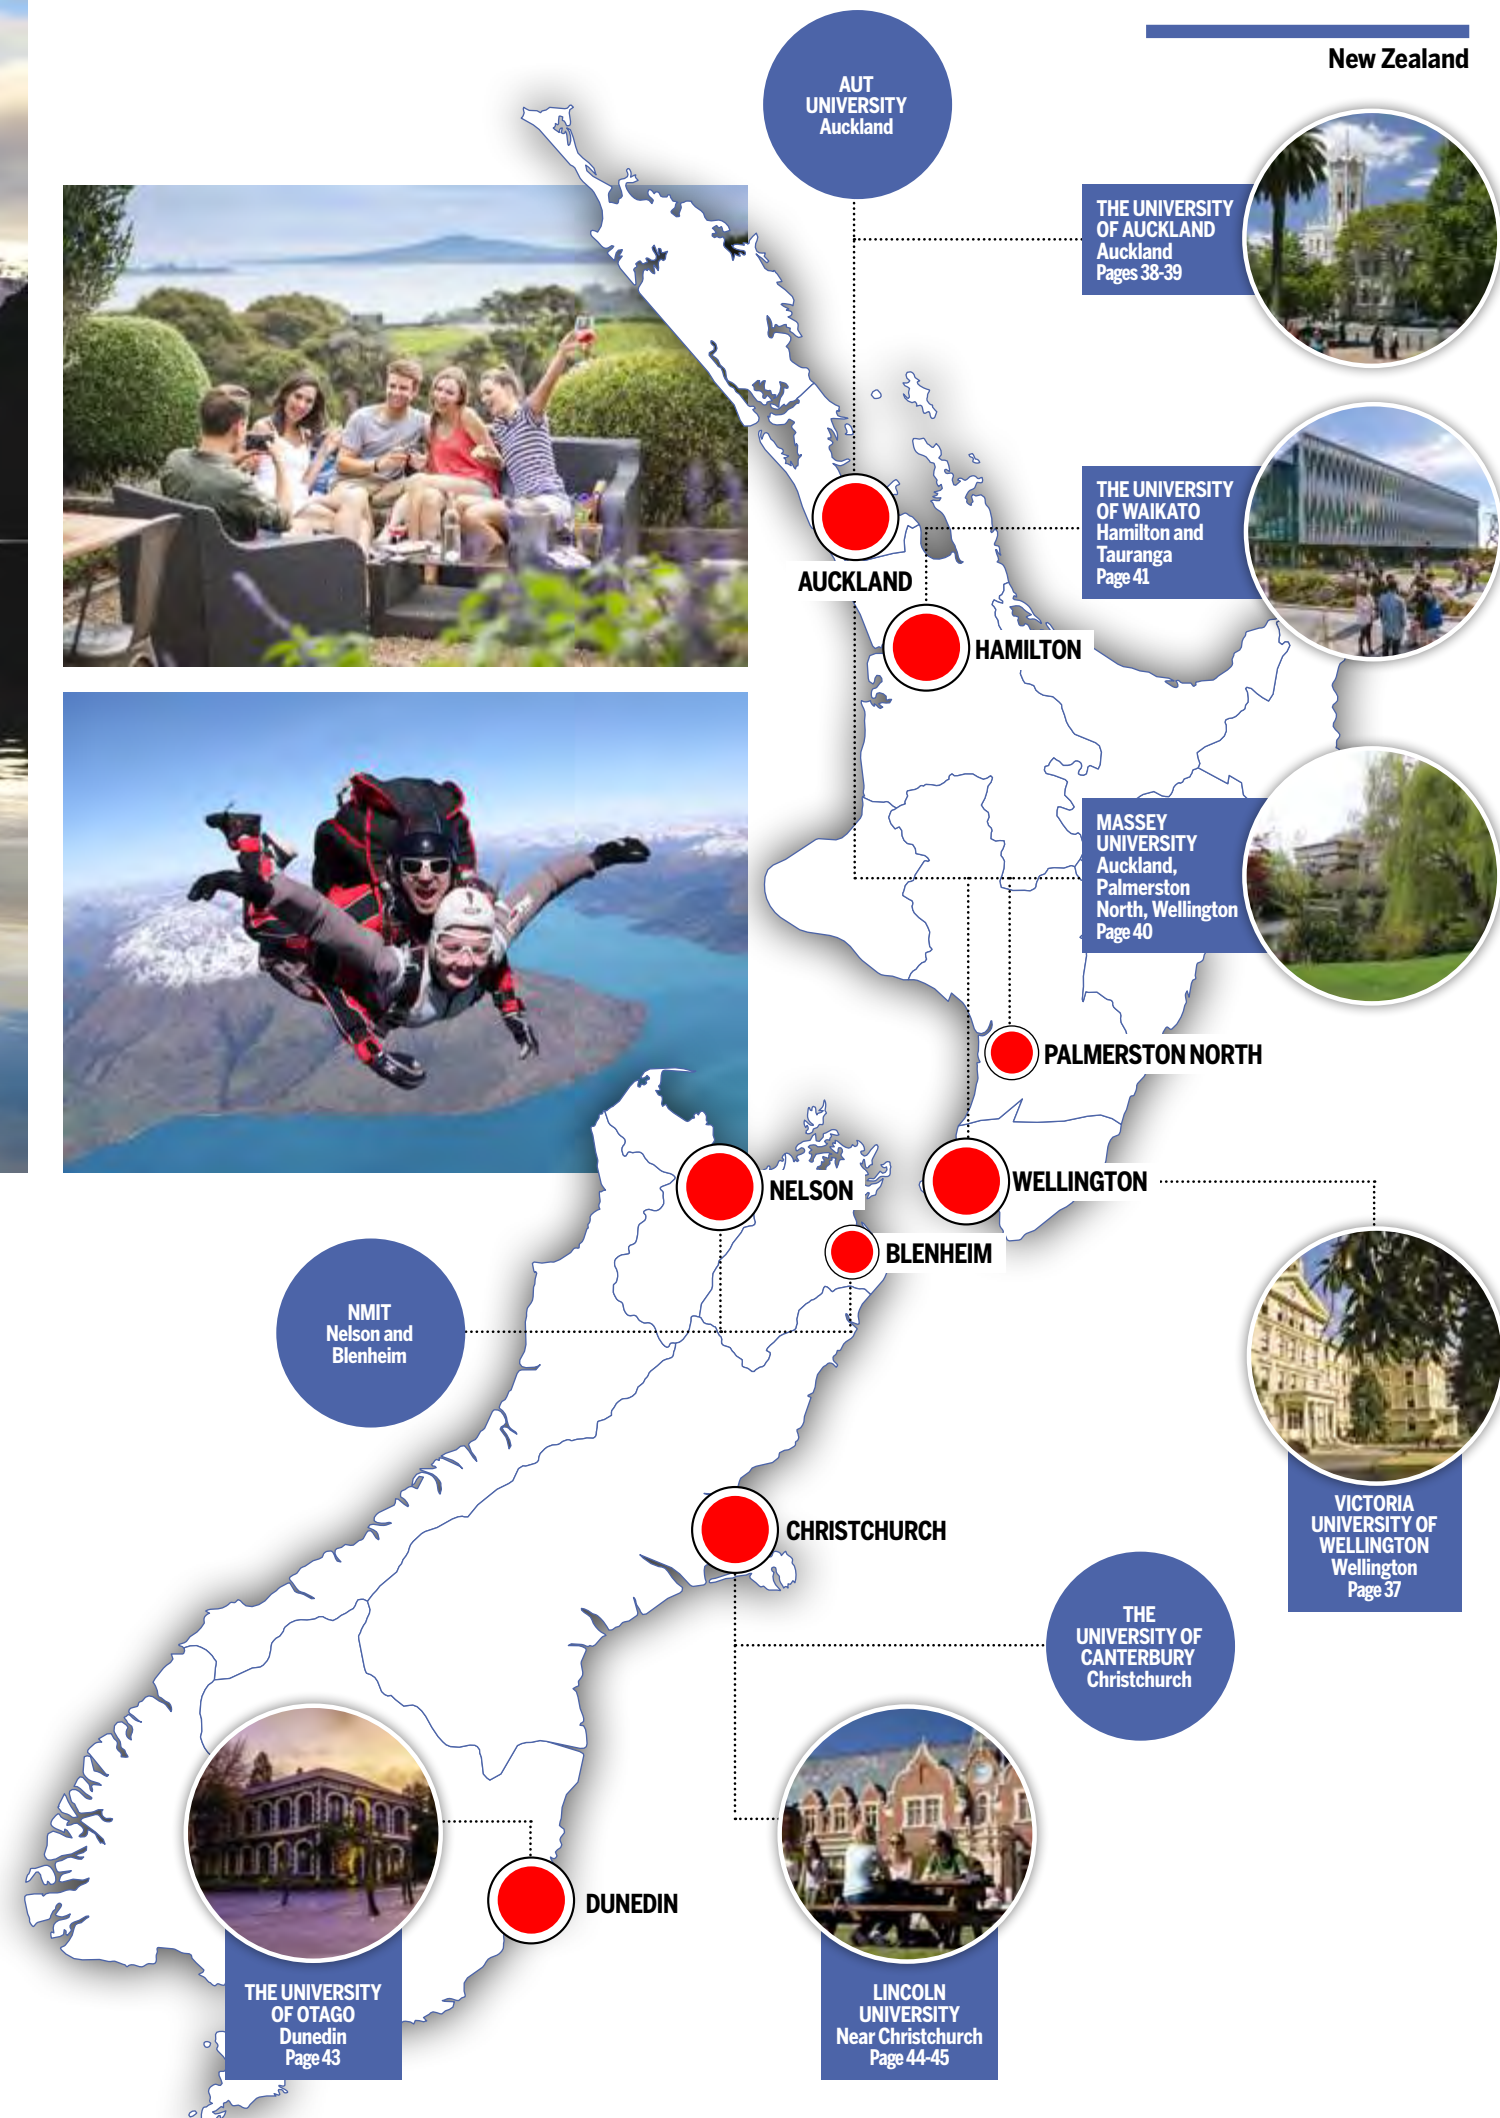 New Zealand
AUT
UNIVERSITY
Auckland
THE UNIVERSITY
OF AUCKLAND
Auckland
Pages 38-39
THE UNIVERSITY
OF WAIKATO
Hamilton and
Tauranga
Page 41
AUCKLAND
HAMILTON
MASSEY
UNIVERSITY
Auckland,
Palmerston
North, Wellington
Page 40
PALMERSTON NORTH
WELLINGTON
NELSON
BLENHEIM
NMIT
Nelson and
Blenheim
VICTORIA
UNIVERSITY OF
WELLINGTON
Wellington
Page 37
CHRISTCHURCH
THE
UNIVERSITY OF
CANTERBURY
Christchurch
DUNEDIN
THE UNIVERSITY
OF OTAGO
Dunedin
Page 43
LINCOLN
UNIVERSITY
Near Christchurch
Page 44-45